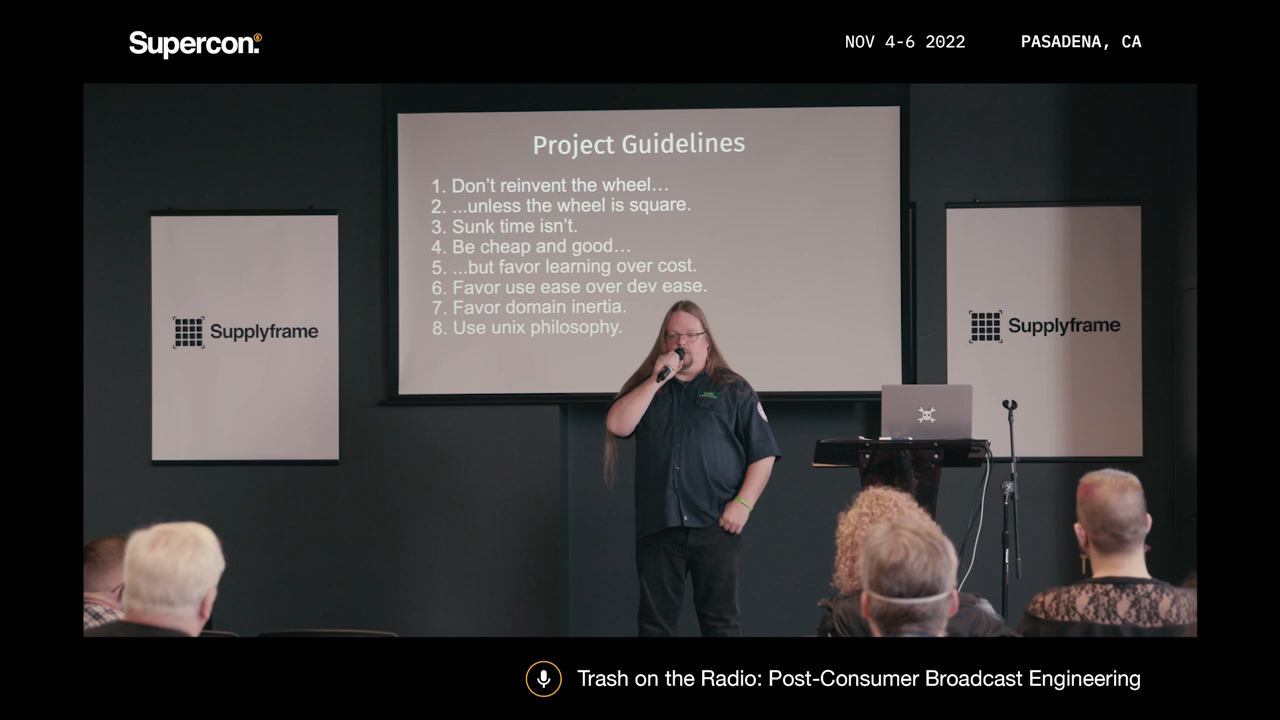 Supercon.6
NOV 4-6 2022
PASADENA, CA
Project Guidelines
1. Don't reinvent the wheel…
2. ...unless the wheel is square.
3. Sunk time isn't.
4. Be cheap and good…
5. ...but favor learning over cost.
6. Favor use ease over dev ease.
7. Favor domain inertia.
8. Use unix philosophy.
Supplyframe
Supplyframe
Trash on the Radio: Post-Consumer Broadcast Engineering